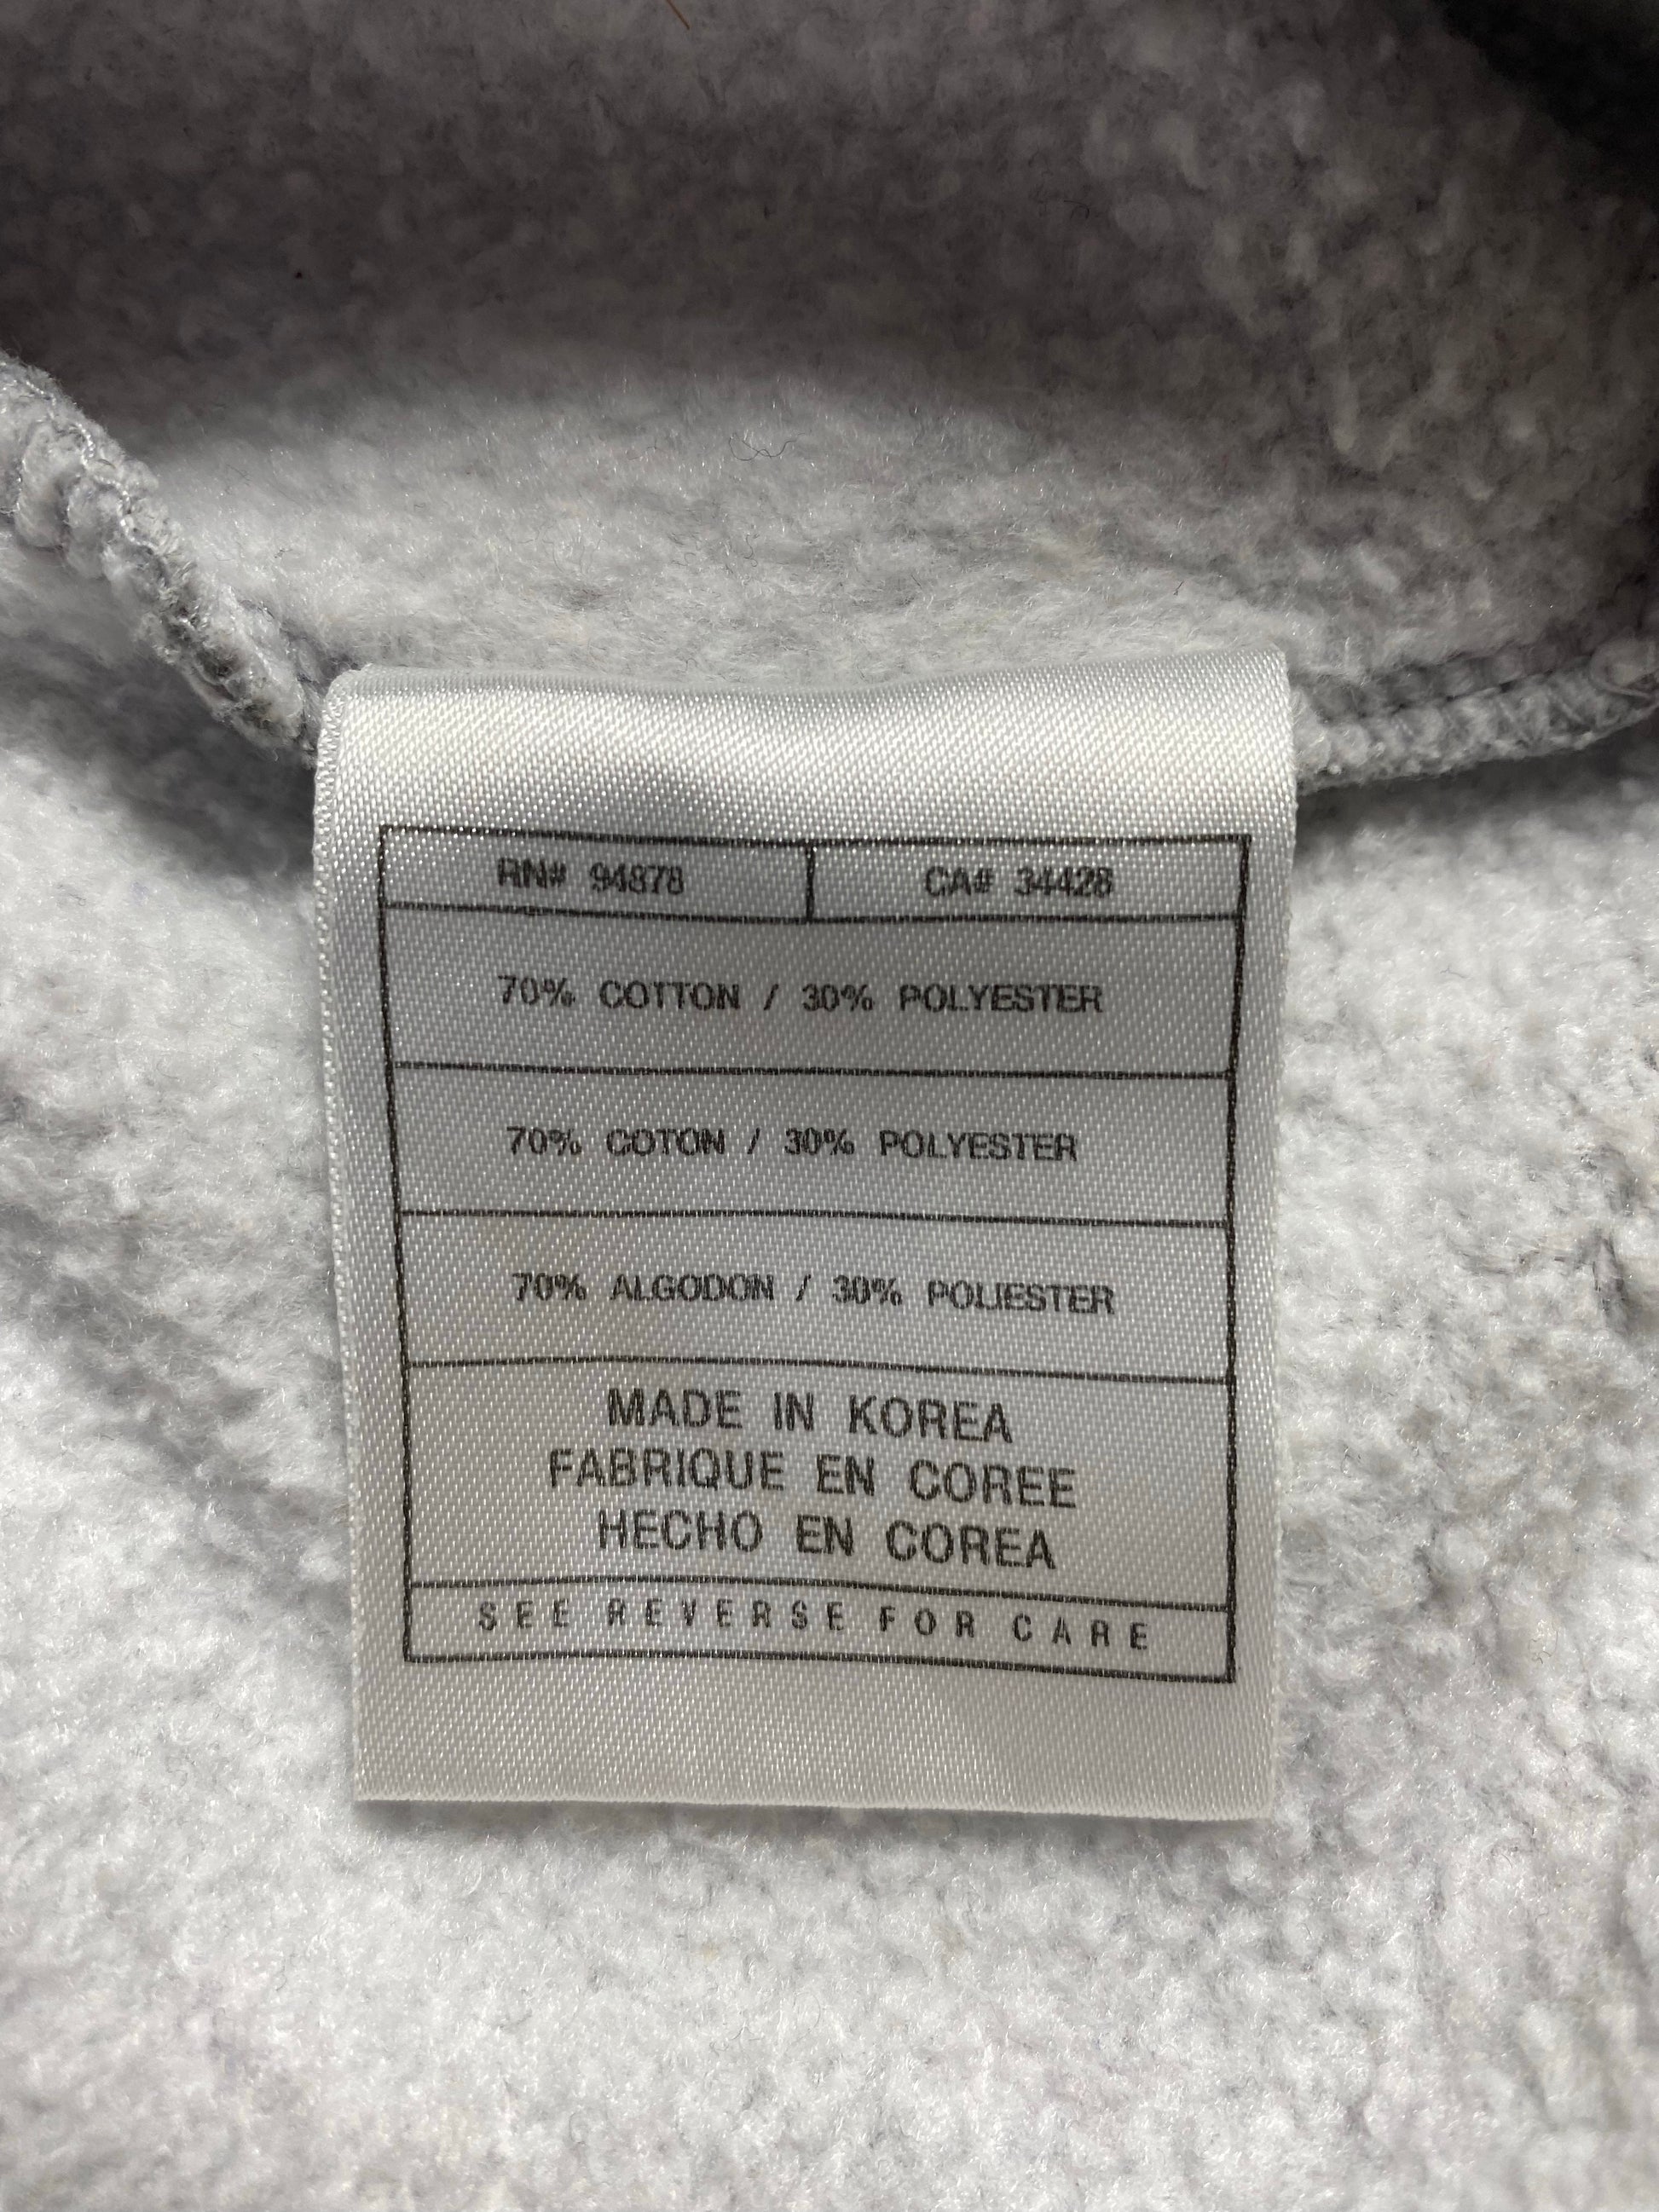 RN# 94878 CA# 34428
70% COTTON / 30% POLYESTER
70% COTON / 30% POLYESTER
70% ALGODON / 30% POLIESTER
MADE IN KOREA
FABRIQUE EN COREE
HECHO EN COREA
SEE REVERSE FOR CARE